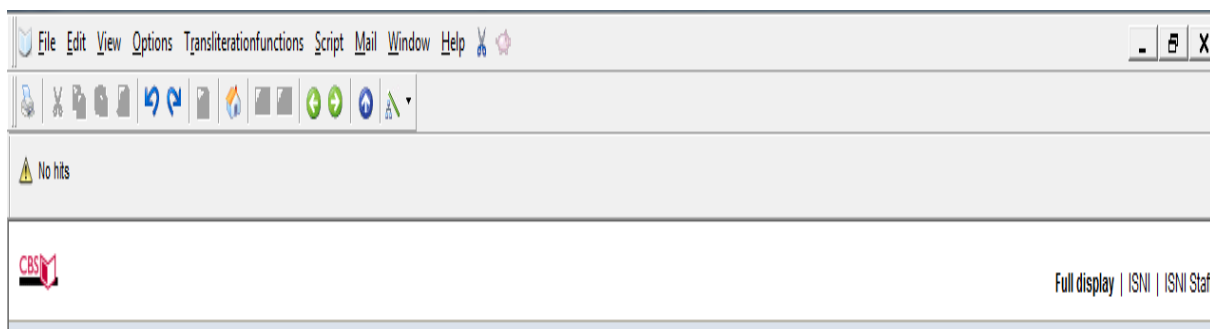 File Edit View Options Transliterationfunctions Script Mail Window Help
No hits
CBS
Full display | ISNI | ISNI Staf